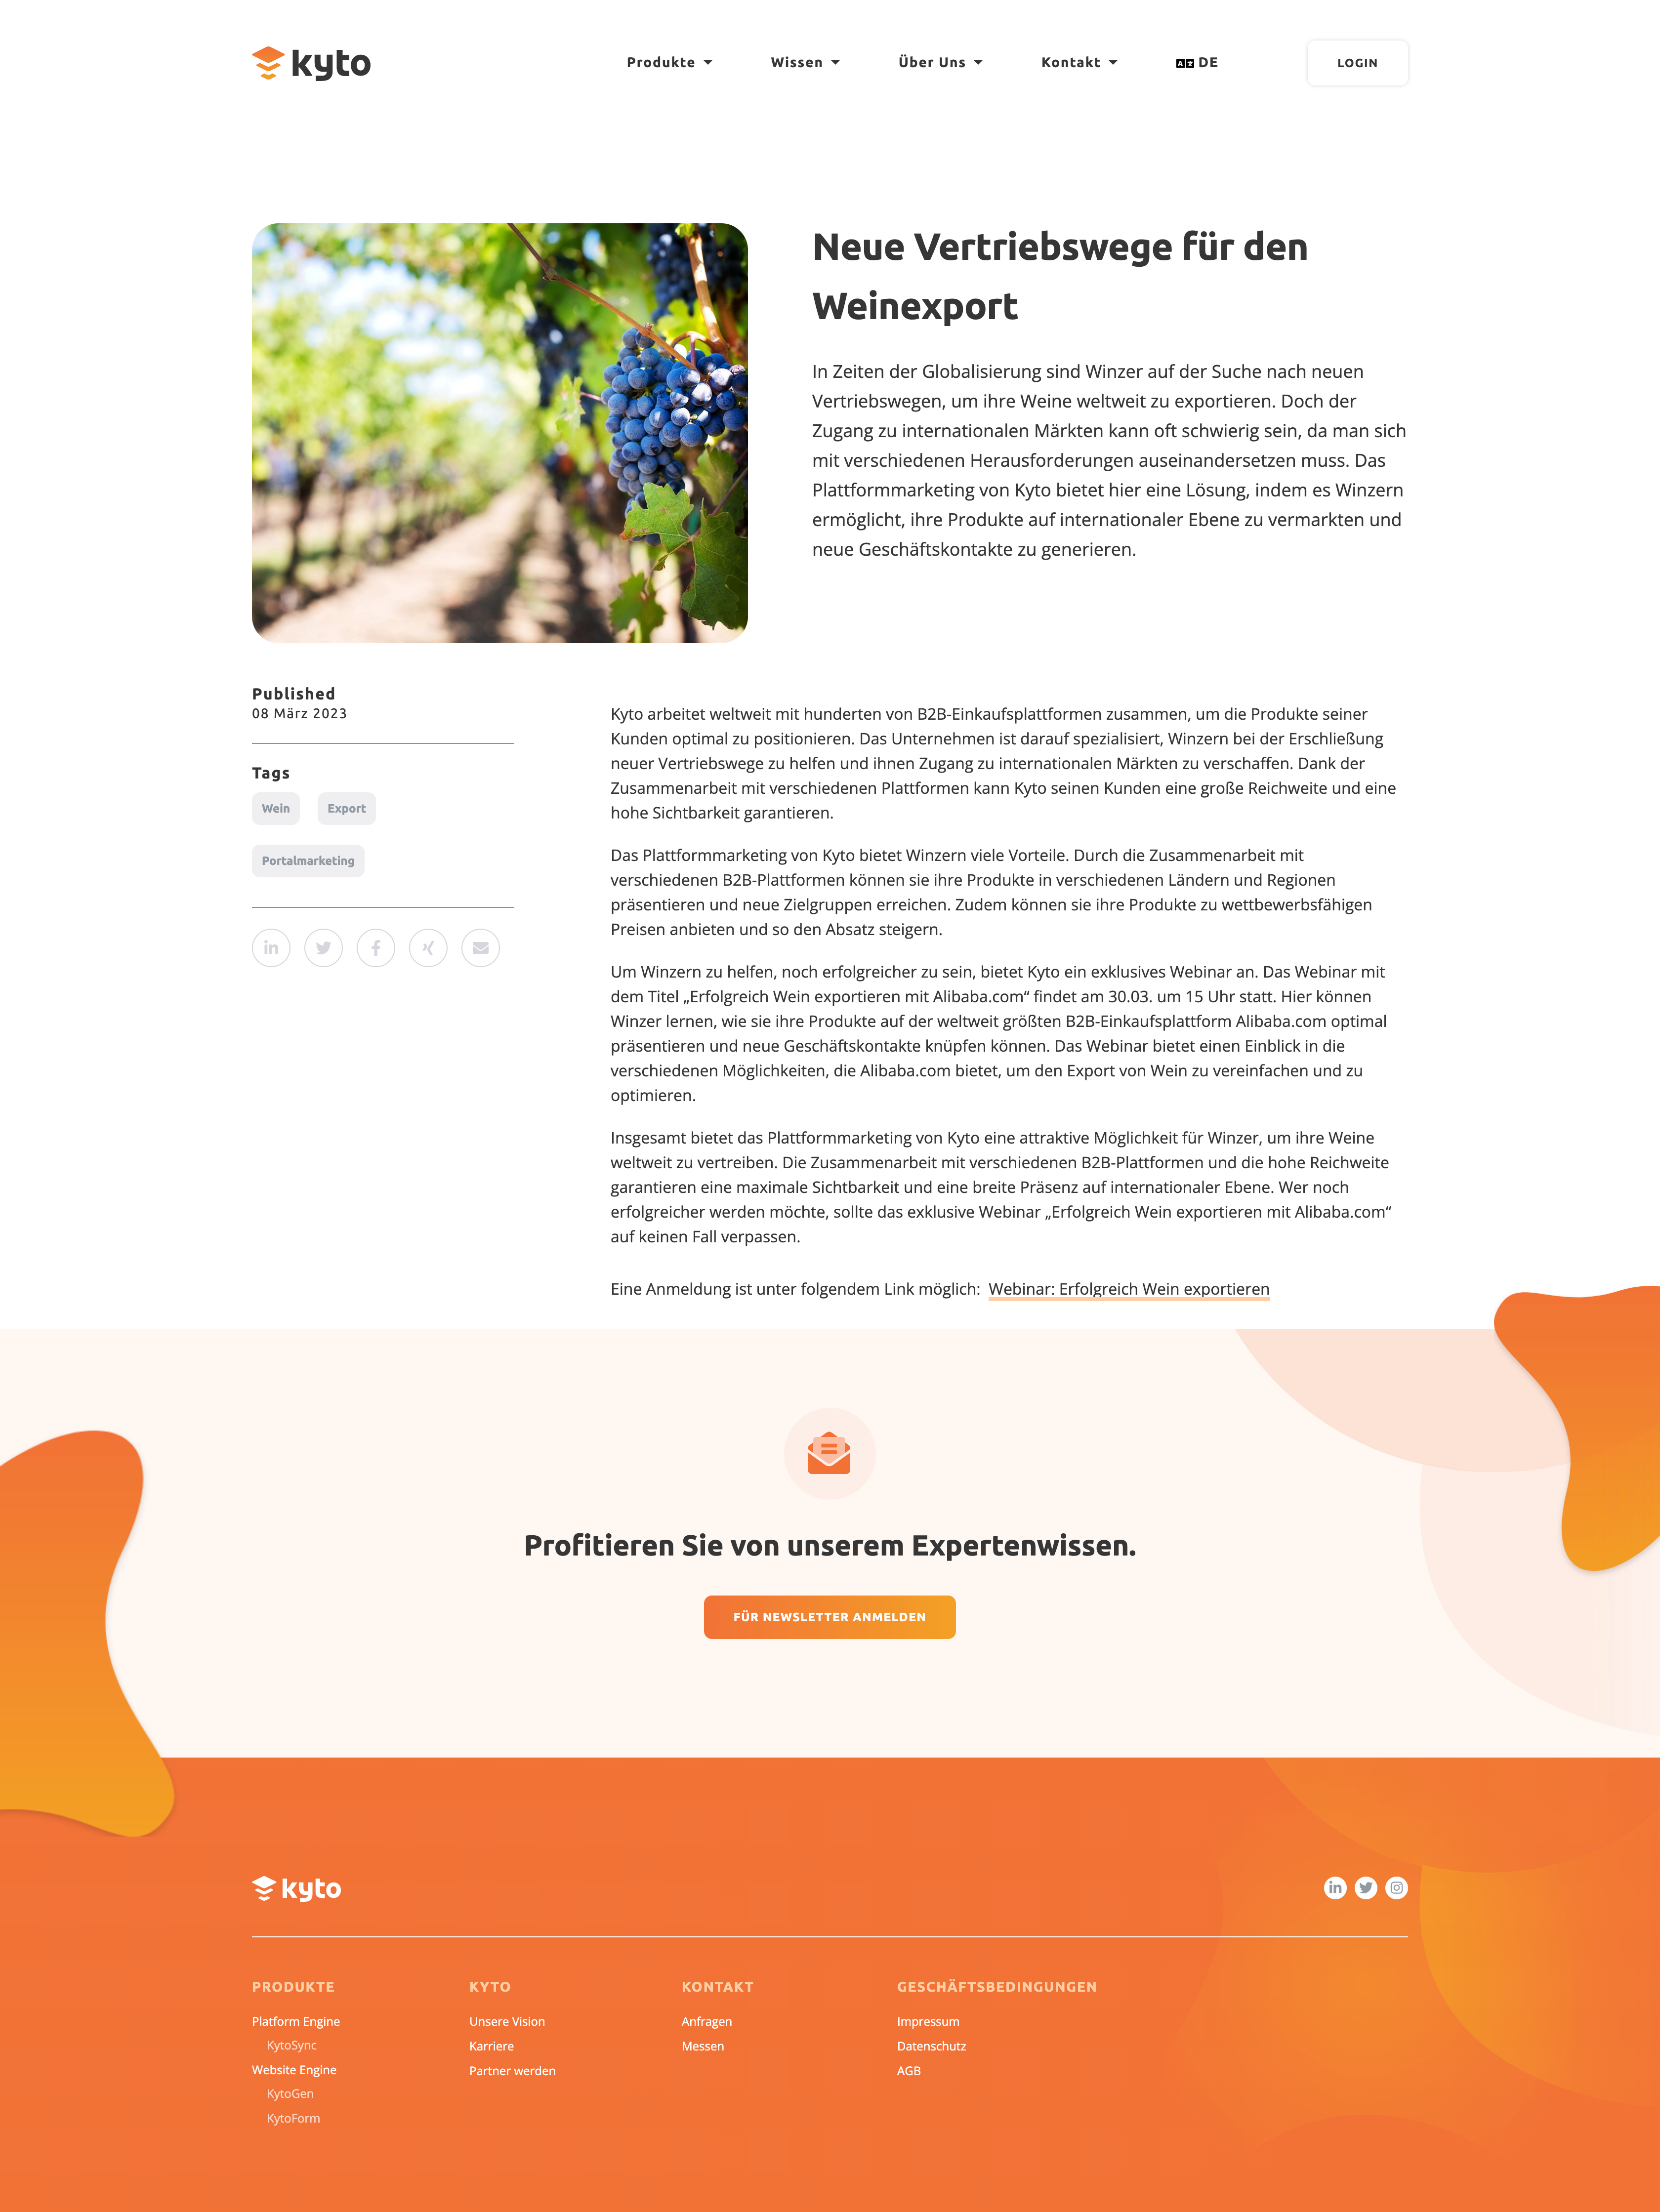 kyto
Produkte
Wissen
Über Uns
Kontakt
DE
LOGIN
Neue Vertriebswege für den
Weinexport
In Zeiten der Globalisierung sind Winzer auf der Suche nach neuen
Vertriebswegen, um ihre Weine weltweit zu exportieren. Doch der
Zugang zu internationalen Märkten kann oft schwierig sein, da man sich
mit verschiedenen Herausforderungen auseinandersetzen muss. Das
Plattformmarketing von Kyto bietet hier eine Lösung, indem es Winzern
ermöglicht, ihre Produkte auf internationaler Ebene zu vermarkten und
neue Geschäftskontakte zu generieren.
Published
08 März 2023
Tags
Wein
Export
Portalmarketing
Kyto arbeitet weltweit mit hunderten von B2B-Einkaufsplattformen zusammen, um die Produkte seiner
Kunden optimal zu positionieren. Das Unternehmen ist darauf spezialisiert, Winzern bei der Erschließung
neuer Vertriebswege zu helfen und ihnen Zugang zu internationalen Märkten zu verschaffen. Dank der
Zusammenarbeit mit verschiedenen Plattformen kann Kyto seinen Kunden eine große Reichweite und eine
hohe Sichtbarkeit garantieren.
Das Plattformmarketing von Kyto bietet Winzern viele Vorteile. Durch die Zusammenarbeit mit
verschiedenen B2B-Plattformen können sie ihre Produkte in verschiedenen Ländern und Regionen
präsentieren und neue Zielgruppen erreichen. Zudem können sie ihre Produkte zu wettbewerbsfähigen
Preisen anbieten und so den Absatz steigern.
Um Winzern zu helfen, noch erfolgreicher zu sein, bietet Kyto ein exklusives Webinar an. Das Webinar mit
dem Titel „Erfolgreich Wein exportieren mit Alibaba.com“ findet am 30.03. um 15 Uhr statt. Hier können
Winzer lernen, wie sie ihre Produkte auf der weltweit größten B2B-Einkaufsplattform Alibaba.com optimal
präsentieren und neue Geschäftskontakte knüpfen können. Das Webinar bietet einen Einblick in die
verschiedenen Möglichkeiten, die Alibaba.com bietet, um den Export von Wein zu vereinfachen und zu
optimieren.
Insgesamt bietet das Plattformmarketing von Kyto eine attraktive Möglichkeit für Winzer, um ihre Weine
weltweit zu vertreiben. Die Zusammenarbeit mit verschiedenen B2B-Plattformen und die hohe Reichweite
garantieren eine maximale Sichtbarkeit und eine breite Präsenz auf internationaler Ebene. Wer noch
erfolgreicher werden möchte, sollte das exklusive Webinar „Erfolgreich Wein exportieren mit Alibaba.com“
auf keinen Fall verpassen.
Eine Anmeldung ist unter folgendem Link möglich: Webinar: Erfolgreich Wein exportieren
Profitieren Sie von unserem Expertenwissen.
FÜR NEWSLETTER ANMELDEN
kyto
PRODUKTE
Platform Engine
KytoSync
Website Engine
KytoGen
KytoForm
KYTO
Unsere Vision
Karriere
Partner werden
KONTAKT
Anfragen
Messen
GESCHÄFTSBEDINGUNGEN
Impressum
Datenschutz
AGB